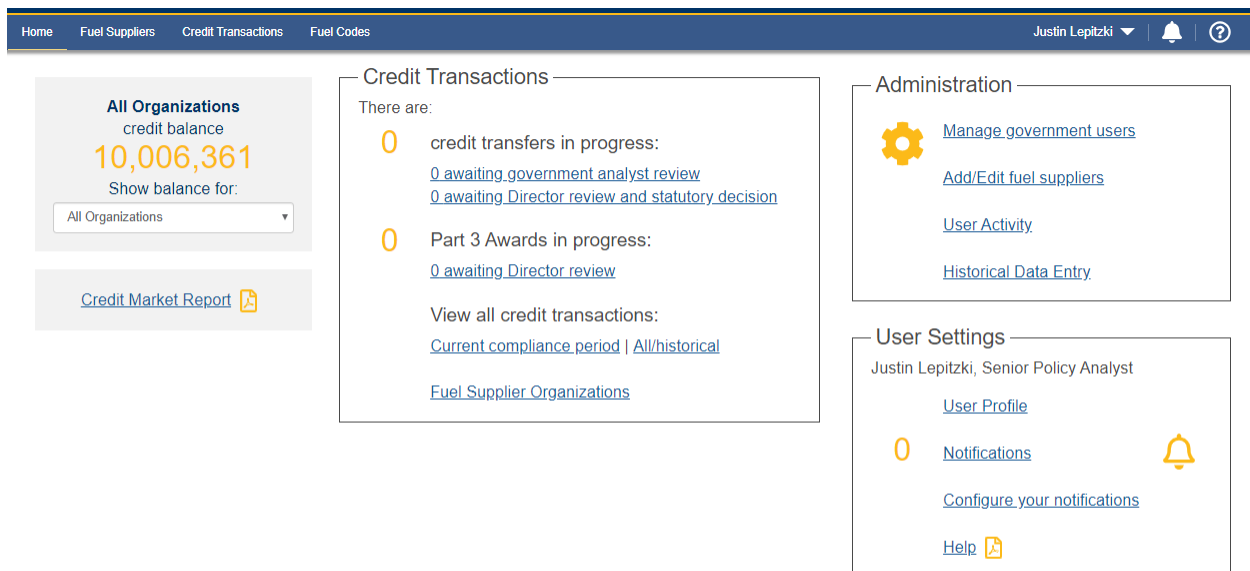 Home Fuel Suppliers Credit Transactions Fuel Codes Justin Lepitzki
All Organizations
credit balance
10,006,361
Show balance for:
All Organizations
Credit Market Report
Credit Transactions
There are:
0 credit transfers in progress:
0 awaiting government analyst review
0 awaiting Director review and statutory decision
0 Part 3 Awards in progress:
0 awaiting Director review
View all credit transactions:
Current compliance period | All/historical
Fuel Supplier Organizations
Administration
Manage government users
Add/Edit fuel suppliers
User Activity
Historical Data Entry
User Settings
Justin Lepitzki, Senior Policy Analyst
User Profile
0 Notifications
Configure your notifications
Help